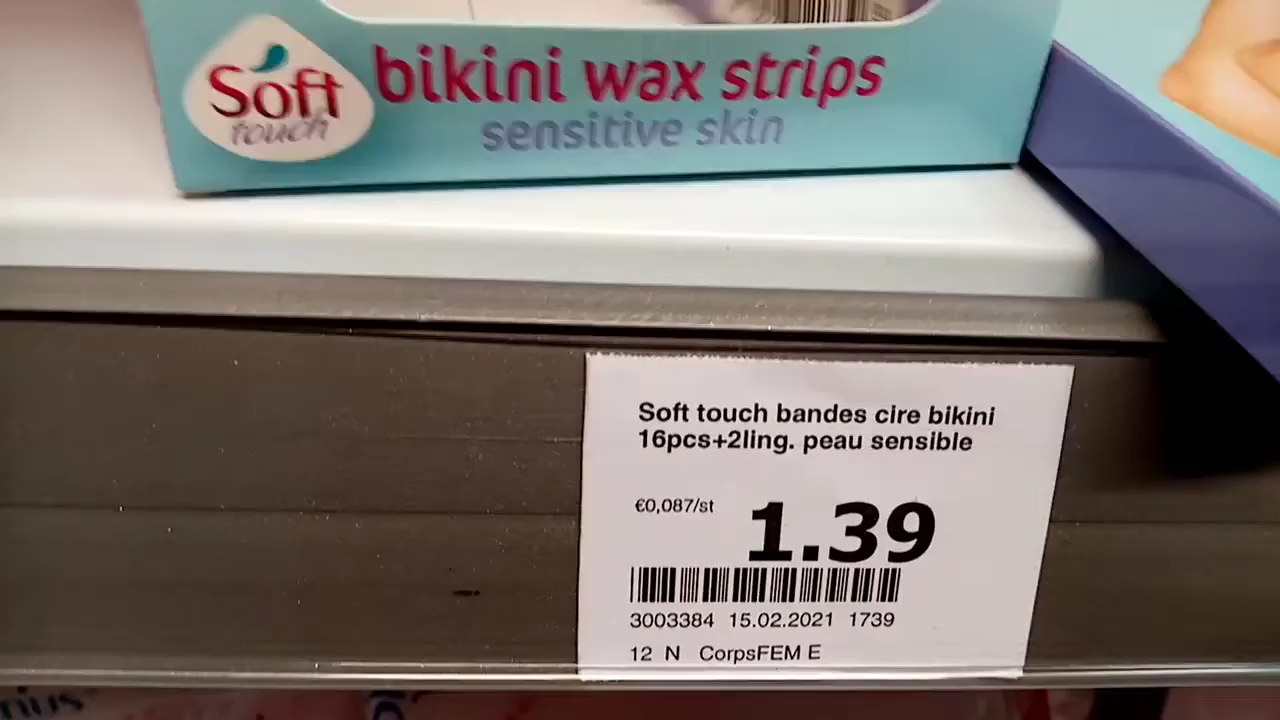 Soft
touch
bikini wax strips
sensitive skin
Soft touch bandes cire bikini
16pcs+2ling. peau sensible
€0,087/st
1.39
3003384 15.02.2021 1739
12 N CorpsFEM E